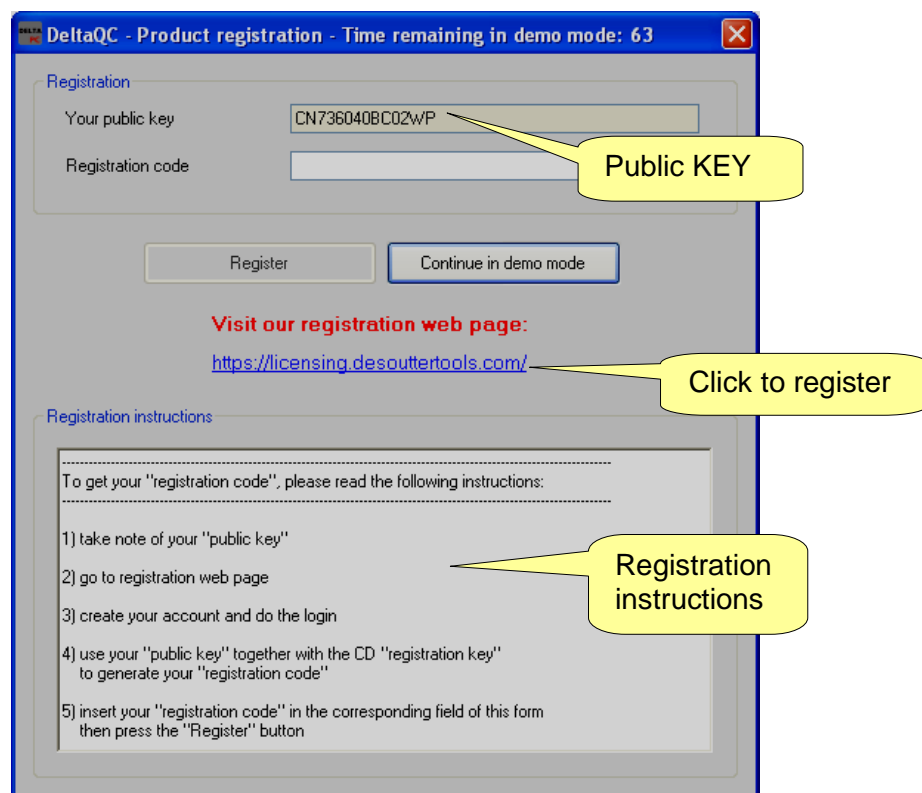 DELTA
PC
DeltaQC - Product registration - Time remaining in demo mode: 63
Registration
Your public key
CN736040BC02WP
Public KEY
Registration code
Register
Continue in demo mode
Visit our registration web page:
https://licensing.desouttertools.com/
Click to register
Registration instructions
To get your "registration code", please read the following instructions:
1) take note of your "public key"
2) go to registration web page
3) create your account and do the login
4) use your "public key" together with the CD "registration key"
to generate your "registration code"
5) insert your "registration code" in the corresponding field of this form
then press the "Register" button
Registration
instructions